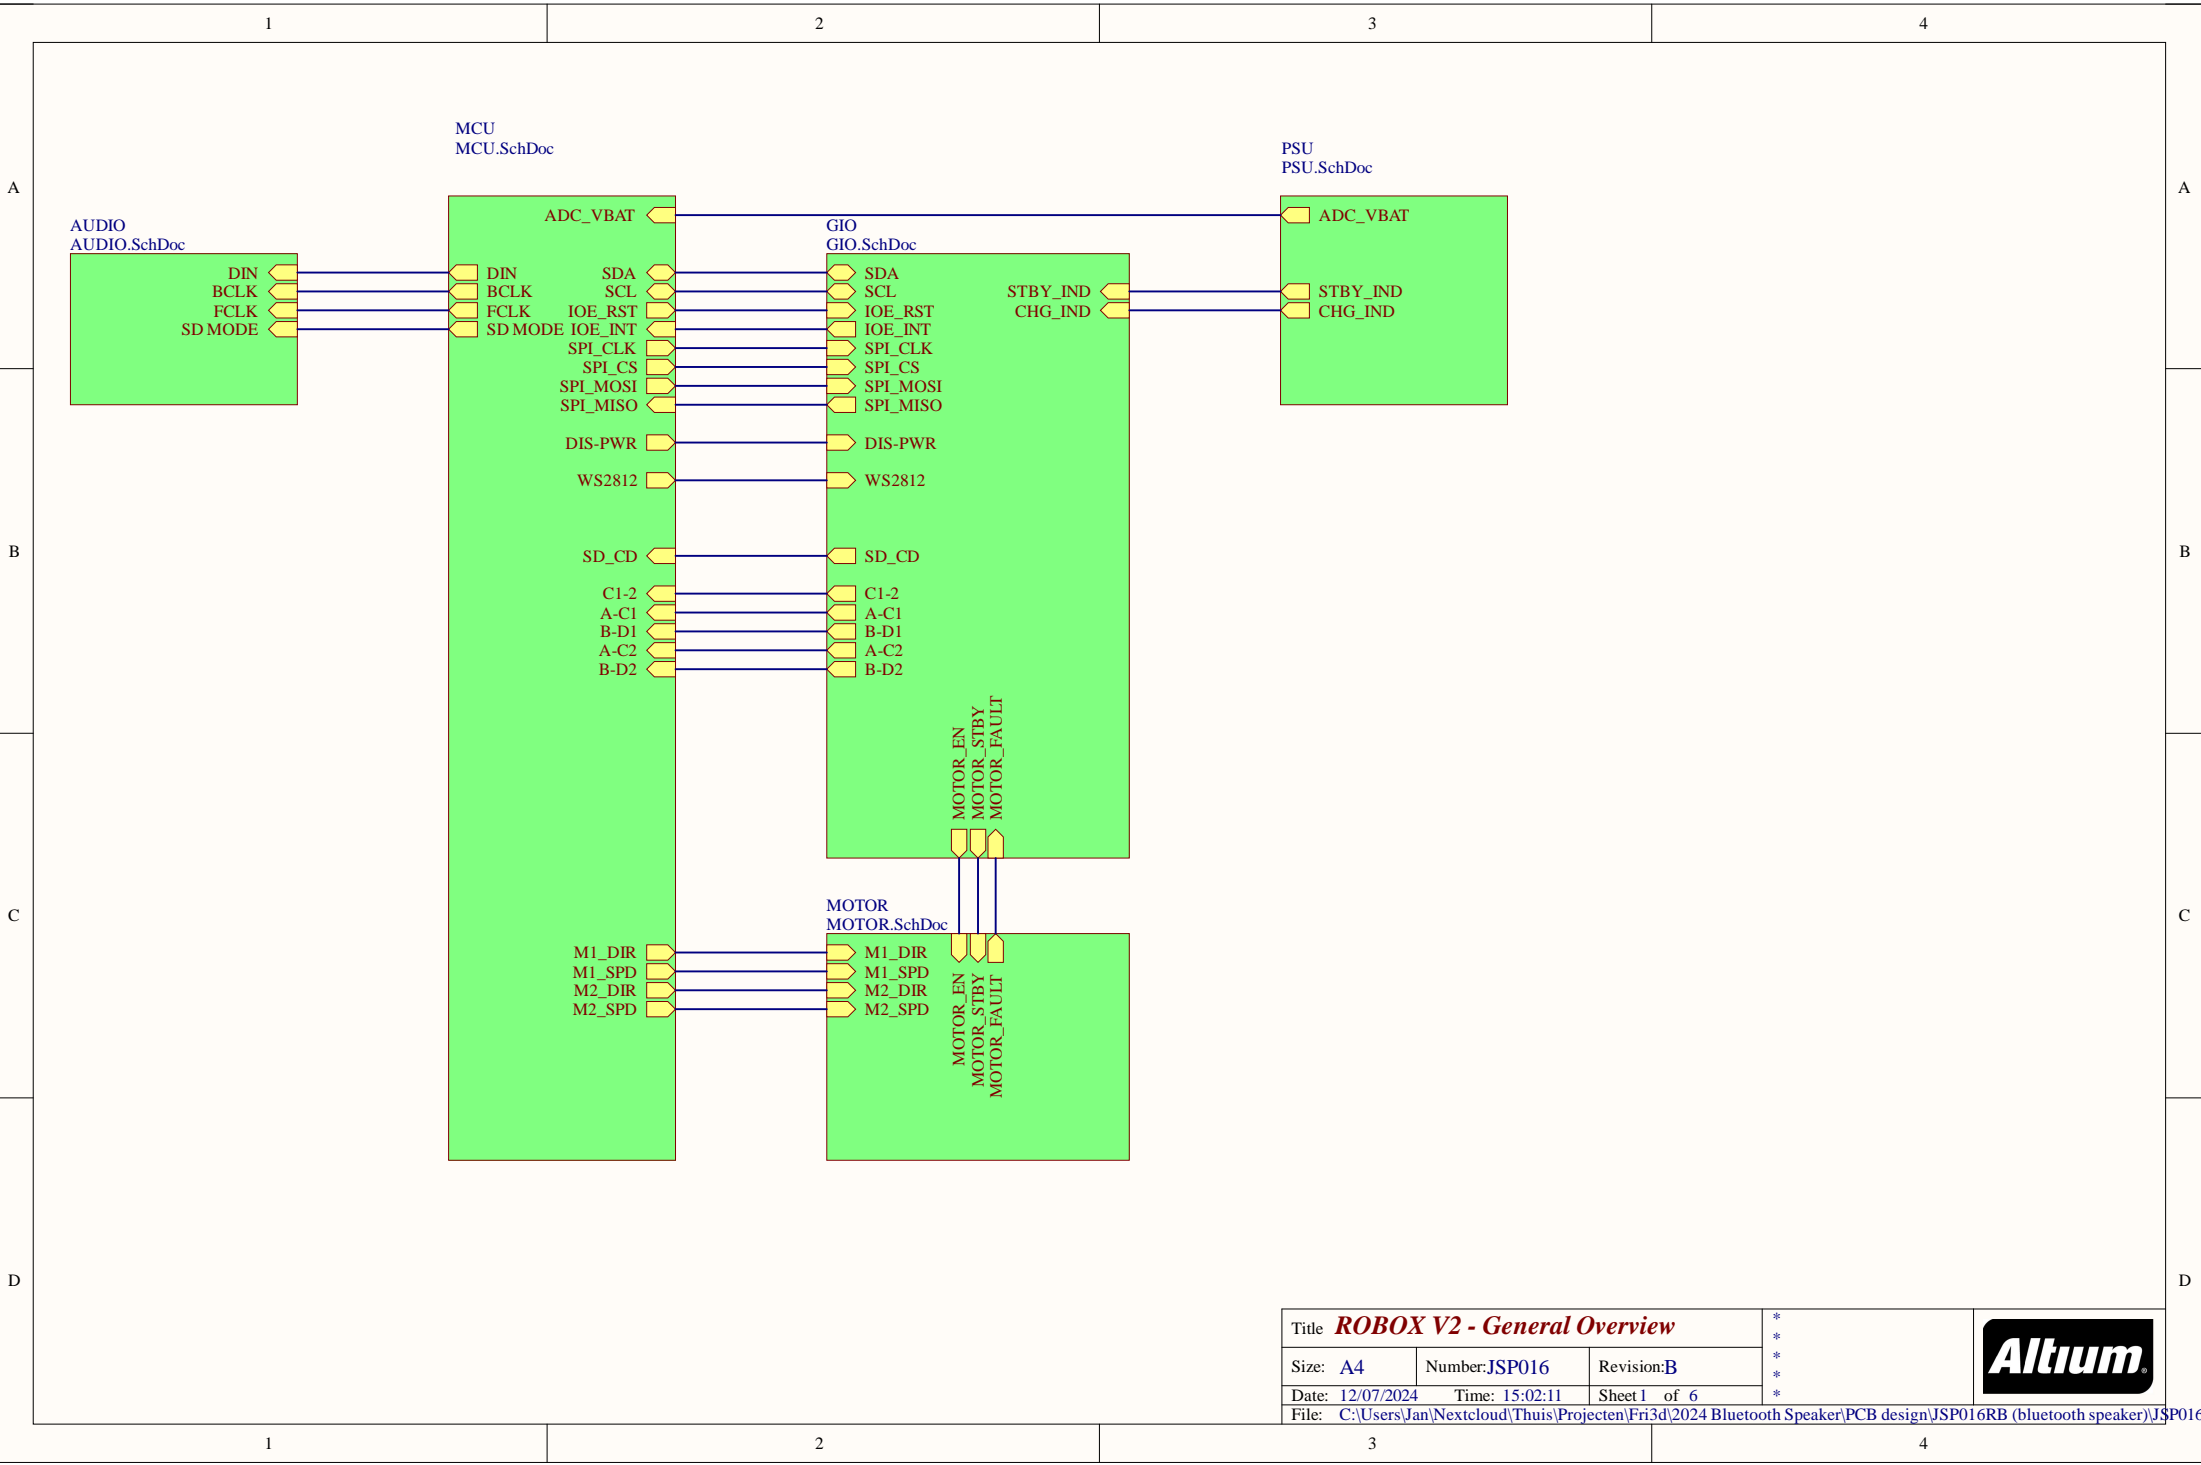 1 2 3 4
A A
B B
C C
D D
1 2 3 4
AUDIO
AUDIO.SchDoc
DIN
BCLK
FCLK
SD MODE
MCU
MCU.SchDoc
DIN
BCLK
FCLK
SD MODE
ADC_VBAT
SDA
SCL
IOE_RST
IOE_INT
SPI_CLK
SPI_CS
SPI_MOSI
SPI_MISO
DIS-PWR
WS2812
SD_CD
C1-2
A-C1
B-D1
A-C2
B-D2
M1_DIR
M1_SPD
M2_DIR
M2_SPD
GIO
GIO.SchDoc
SDA
SCL
IOE_RST
IOE_INT
SPI_CLK
SPI_CS
SPI_MOSI
SPI_MISO
DIS-PWR
WS2812
SD_CD
C1-2
A-C1
B-D1
A-C2
B-D2
STBY_IND
CHG_IND
MOTOR_EN
MOTOR_STBY
MOTOR_FAULT
MOTOR
MOTOR.SchDoc
M1_DIR
M1_SPD
M2_DIR
M2_SPD
MOTOR_EN
MOTOR_STBY
MOTOR_FAULT
PSU
PSU.SchDoc
ADC_VBAT
STBY_IND
CHG_IND
Title ROBOX V2 - General Overview
Size: A4 Number: JSP016 Revision: B
Date: 12/07/2024 Time: 15:02:11 Sheet 1 of 6
File: C:\Users\Jan\Nextcloud\Thuis\Projecten\Fri3d\2024 Bluetooth Speaker\PCB design\JSP016RB (bluetooth speaker)\JSP016
*
*
*
*
*
Altium